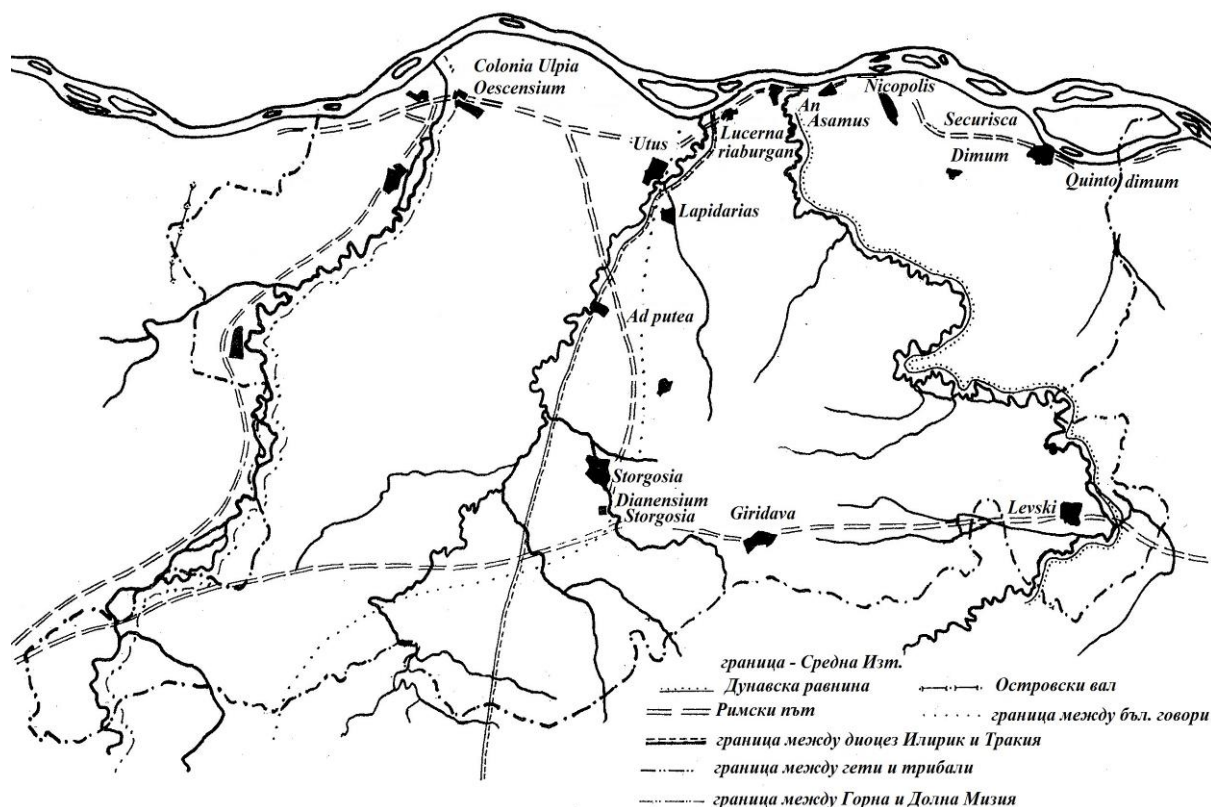 Colonia Ulpia
Oescensium
Nicopolis
An
Asamus
Securisca
Lucerna
riaburgan
Utus
Dimum
Quinto dimum
Lapidarias
Ad putea
Storgosia
Dianensium
Storgosia
Giridava
Levski
граница - Средна Изт.
Дунавска равнина
Островски вал
Римски път
граница между бъл. говори
граница между диоцез Илирик и Тракия
граница между гети и трибали
граница между Горна и Долна Мизия